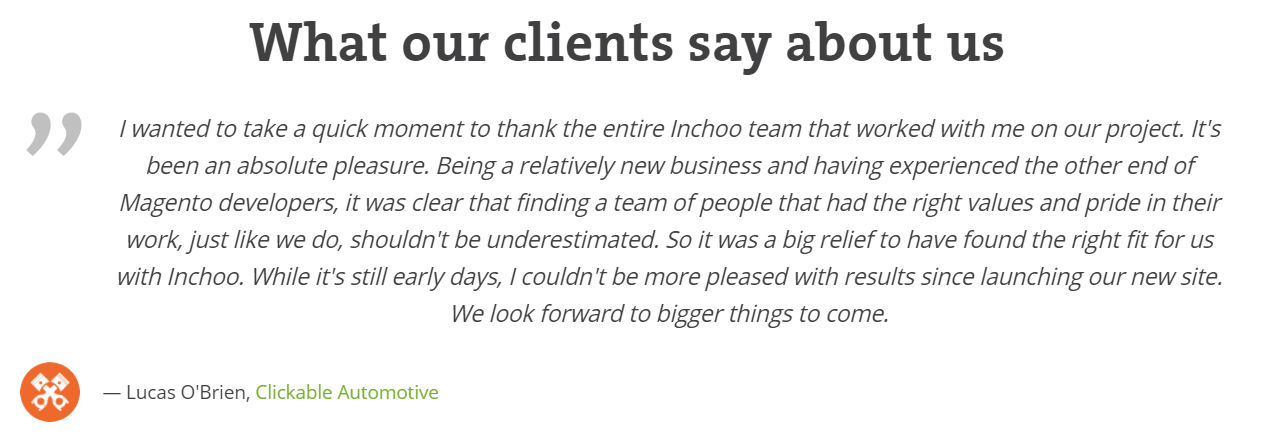 What our clients say about us
”
I wanted to take a quick moment to thank the entire Inchoo team that worked with me on our project. It's
been an absolute pleasure. Being a relatively new business and having experienced the other end of
Magento developers, it was clear that finding a team of people that had the right values and pride in their
work, just like we do, shouldn't be underestimated. So it was a big relief to have found the right fit for us
with Inchoo. While it's still early days, I couldn't be more pleased with results since launching our new site.
We look forward to bigger things to come.
— Lucas O'Brien, Clickable Automotive